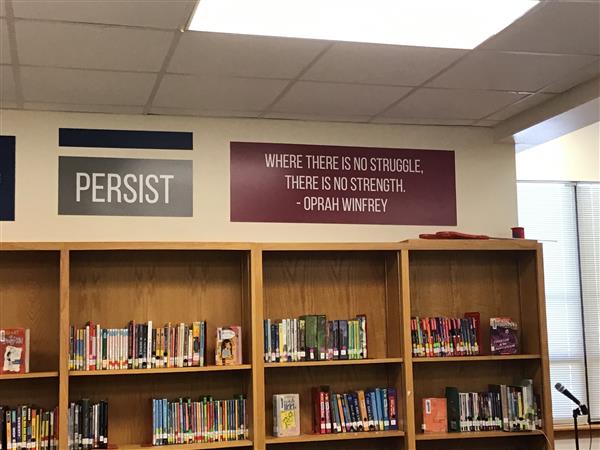 PERSIST
WHERE THERE IS NO STRUGGLE,
THERE IS NO STRENGTH.
- OPRAH WINFREY